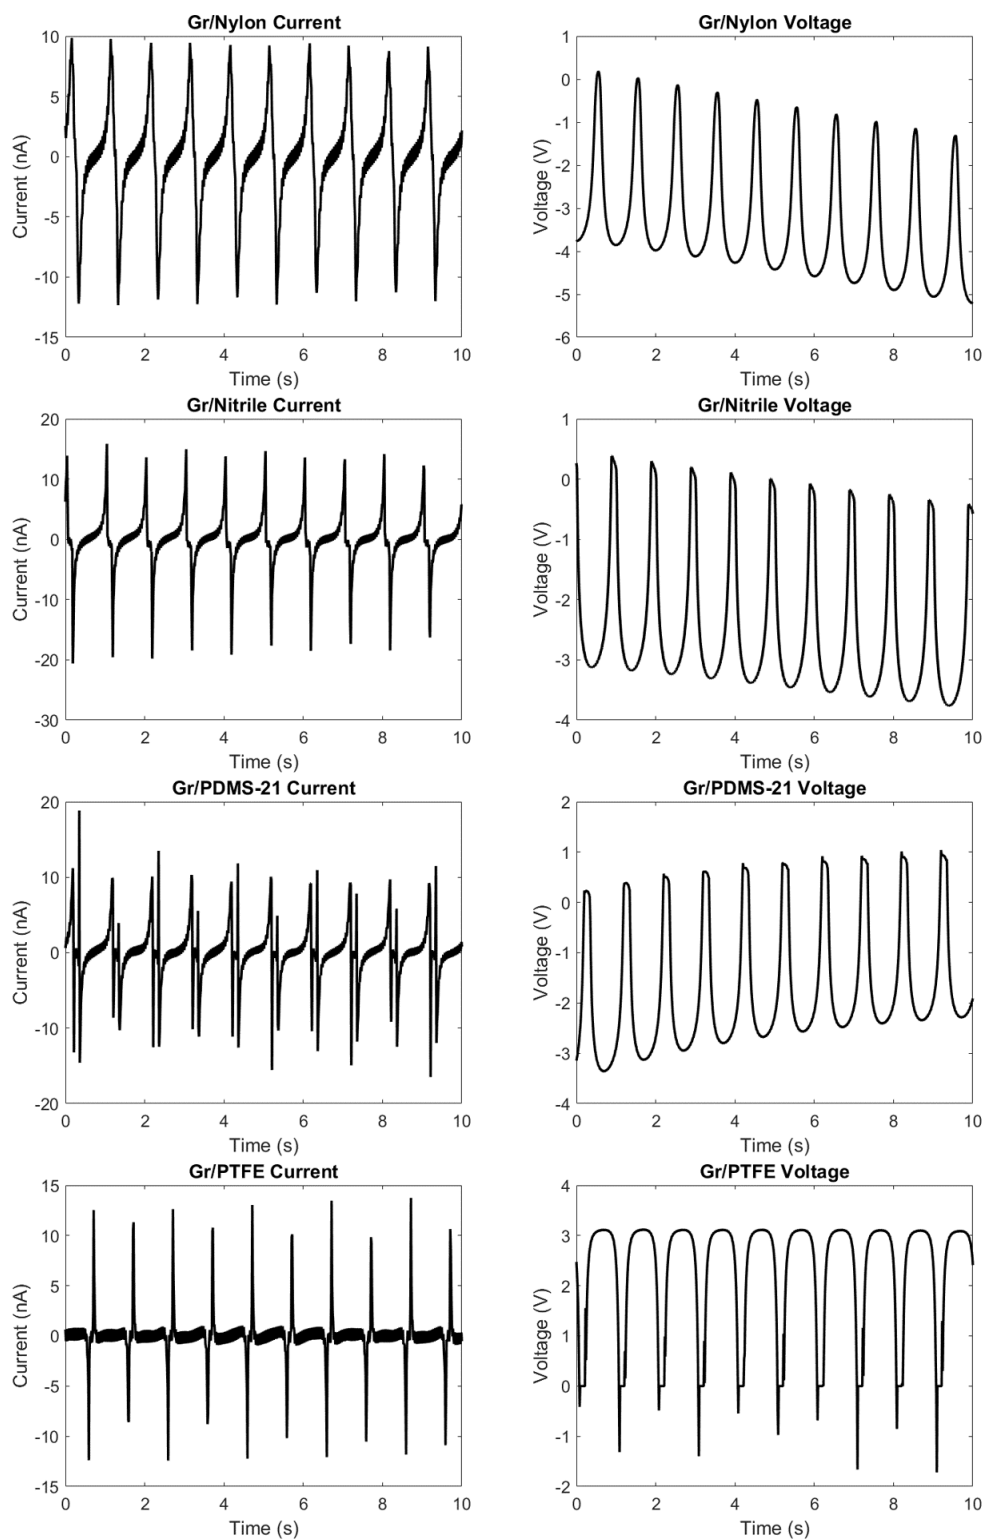 Gr/Nylon Current
10
5
0
-5
-10
-15
Current (nA)
0 2 4 6 8 10
Time (s)
Gr/Nylon Voltage
1
0
-1
-2
-3
-4
-5
-6
Voltage (V)
0 2 4 6 8 10
Time (s)
Gr/Nitrile Current
20
10
0
-10
-20
-30
Current (nA)
0 2 4 6 8 10
Time (s)
Gr/Nitrile Voltage
1
0
-1
-2
-3
-4
Voltage (V)
0 2 4 6 8 10
Time (s)
Gr/PDMS-21 Current
20
10
0
-10
-20
Current (nA)
0 2 4 6 8 10
Time (s)
Gr/PDMS-21 Voltage
2
1
0
-1
-2
-3
-4
Voltage (V)
0 2 4 6 8 10
Time (s)
Gr/PTFE Current
15
10
5
0
-5
-10
-15
Current (nA)
0 2 4 6 8 10
Time (s)
Gr/PTFE Voltage
4
3
2
1
0
-1
-2
Voltage (V)
0 2 4 6 8 10
Time (s)